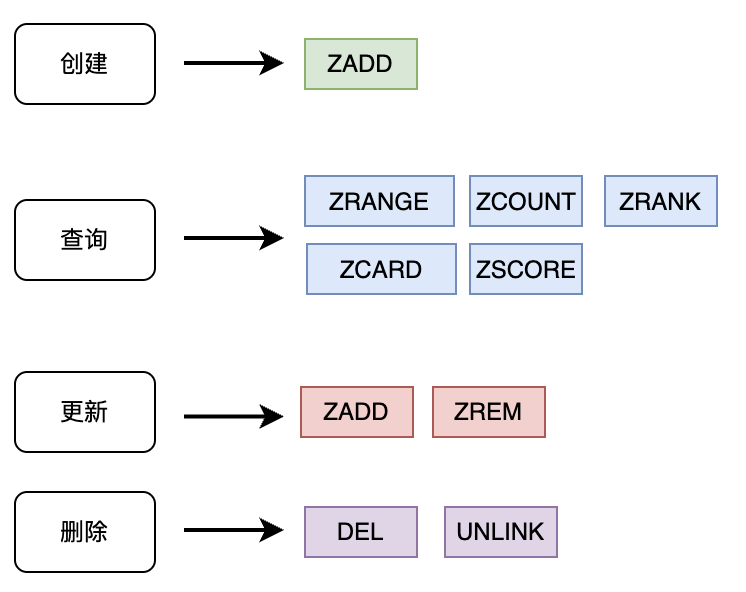 创建
ZADD
查询
ZRANGE ZCOUNT ZRANK
ZCARD ZSCORE
更新
ZADD ZREM
删除
DEL UNLINK